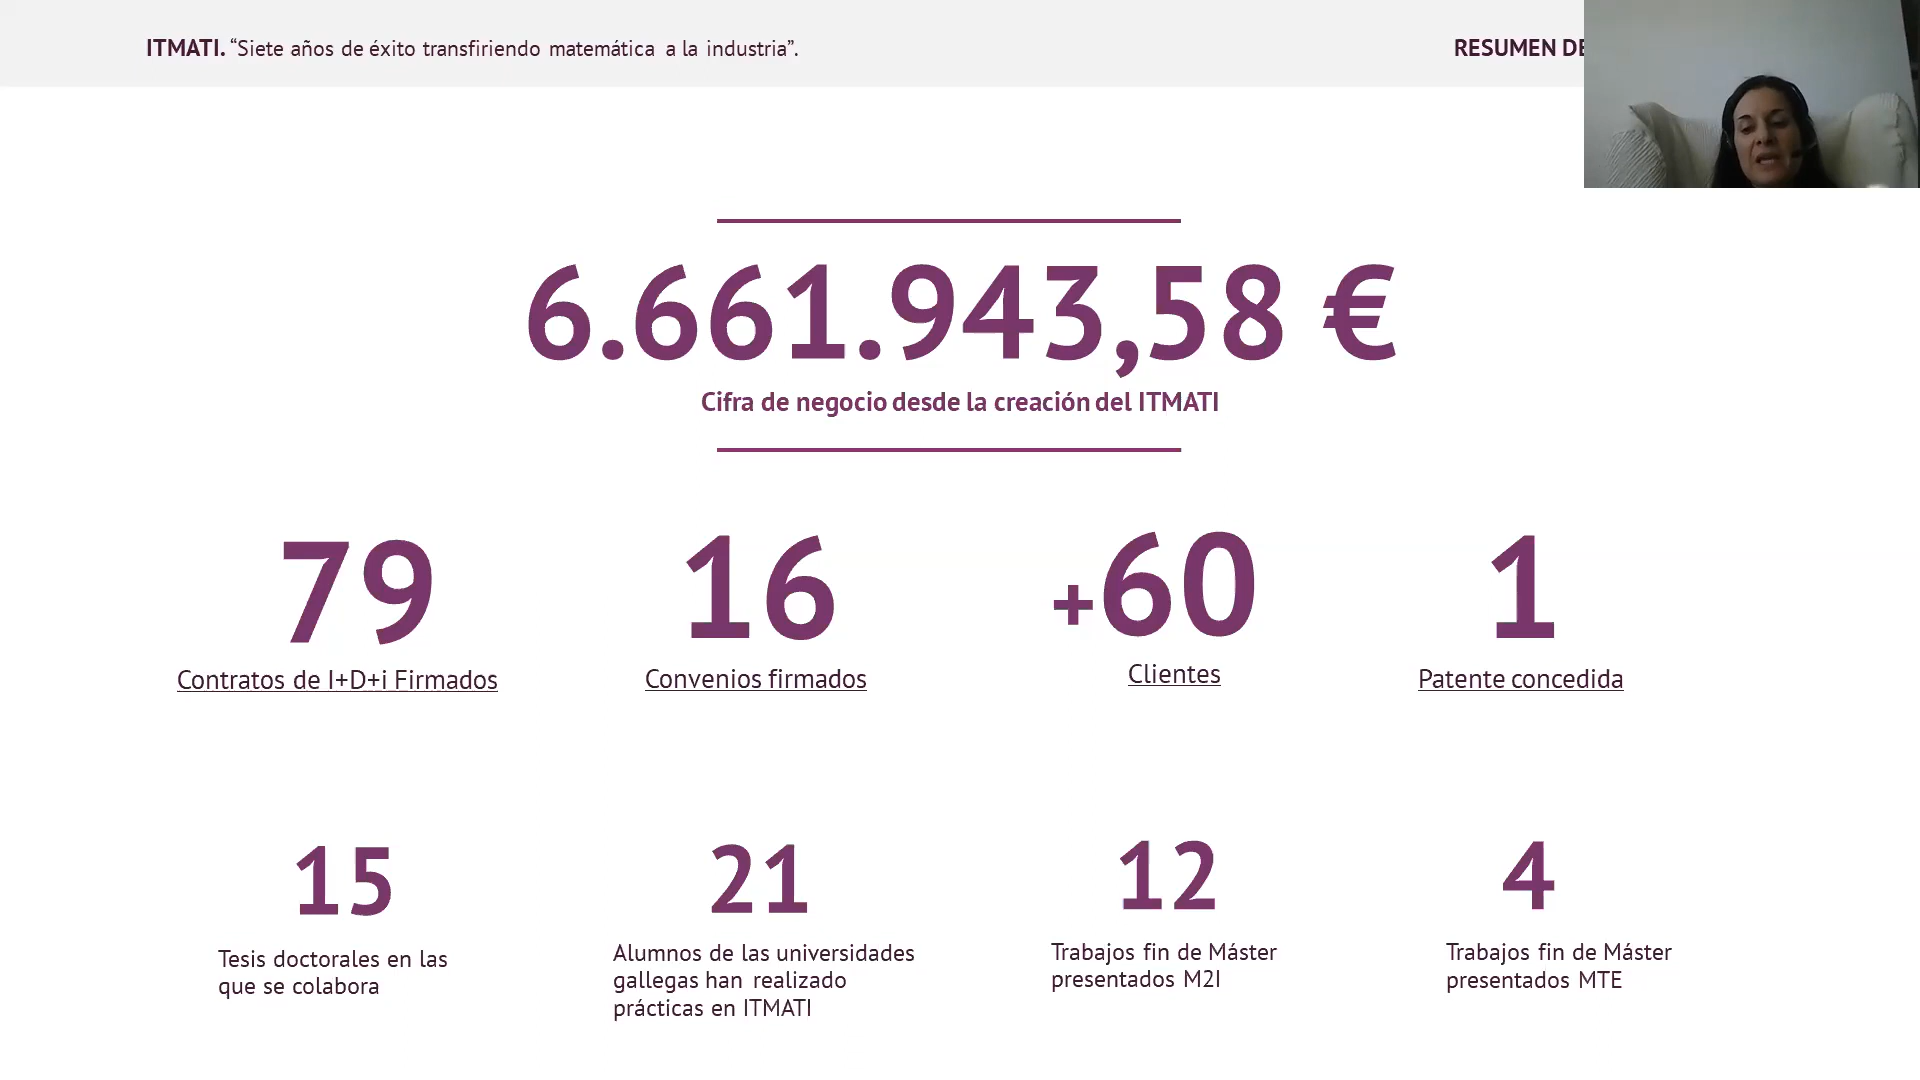 ITMATI. “Siete años de éxito transfiriendo matemática a la industria”.
RESUMEN
6.661.943,58 €
Cifra de negocio desde la creación del ITMATI
79
Contratos de I+D+i Firmados
16
Convenios firmados
+60
Clientes
1
Patente concedida
15
Tesis doctorales en las
que se colabora
21
Alumnos de las universidades
gallegas han realizado
prácticas en ITMATI
12
Trabajos fin de Máster
presentados M2I
4
Trabajos fin de Máster
presentados MTE